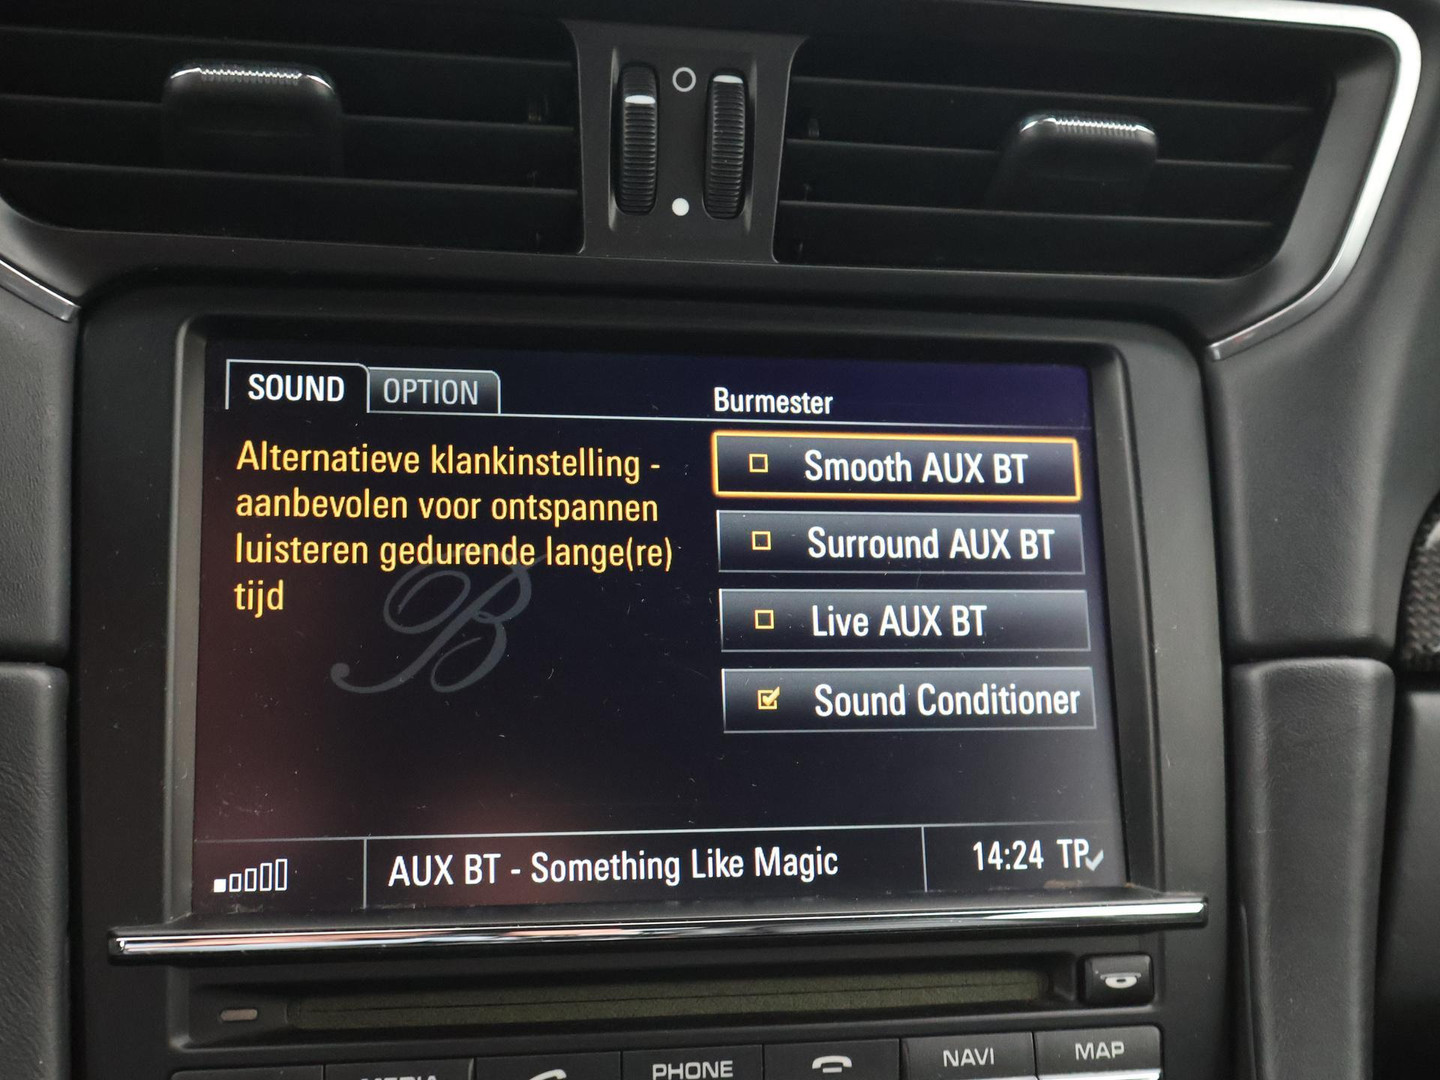 SOUND
OPTION
Burmester
Alternatieve klankinstelling -
aanbevolen voor ontspannen
luisteren gedurende lange(re)
tijd
B
Smooth AUX BT
Surround AUX BT
Live AUX BT
Sound Conditioner
AUX BT - Something Like Magic
14:24 TP
MEDIA
PHONE
NAVI
MAP